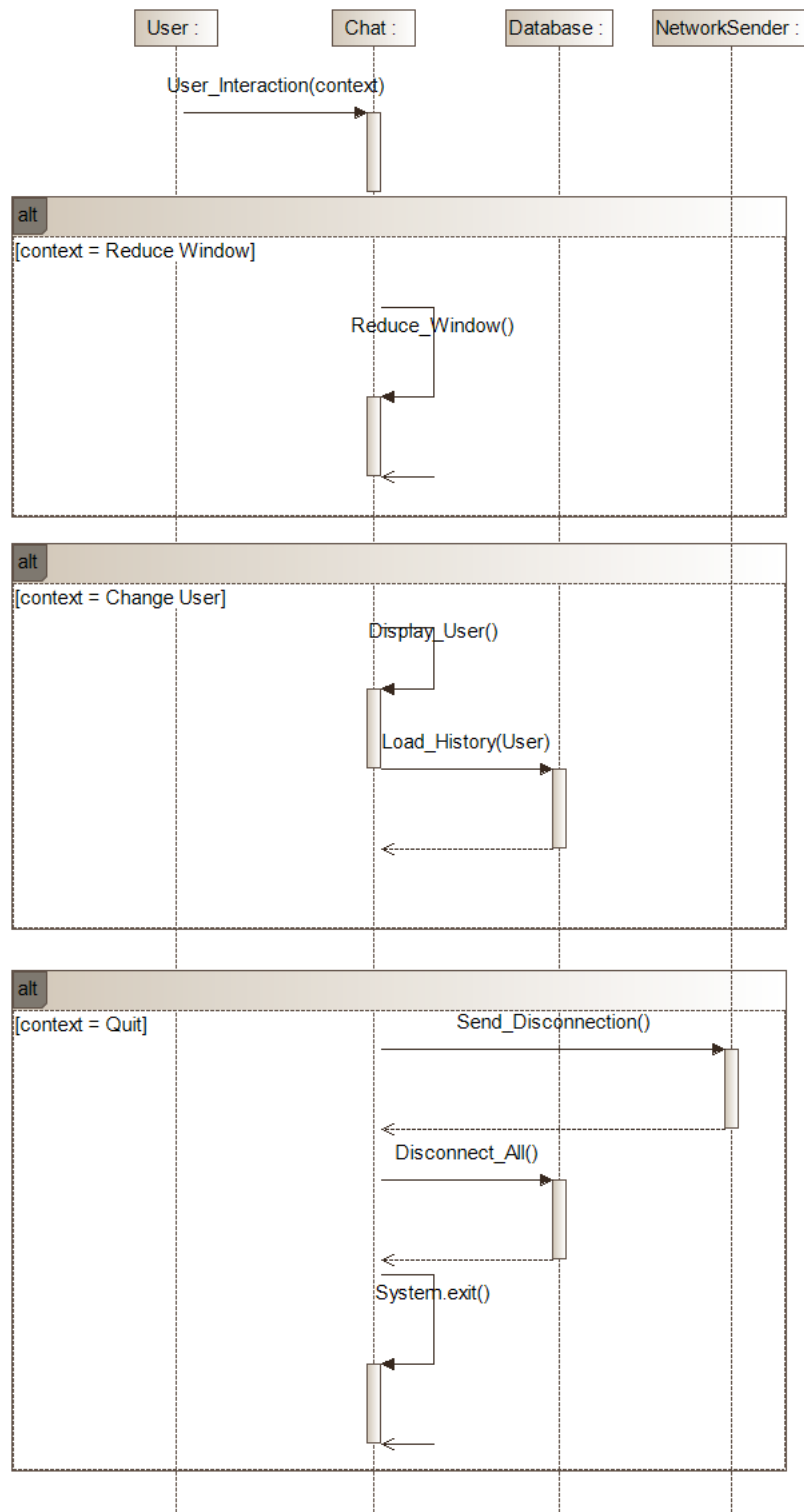 User :
Chat :
Database :
NetworkSender :
User_Interaction(context)
alt
[context = Reduce Window]
Reduce_Window()
alt
[context = Change User]
Display_User()
Load_History(User)
alt
[context = Quit]
Send_Disconnection()
Disconnect_All()
System.exit()